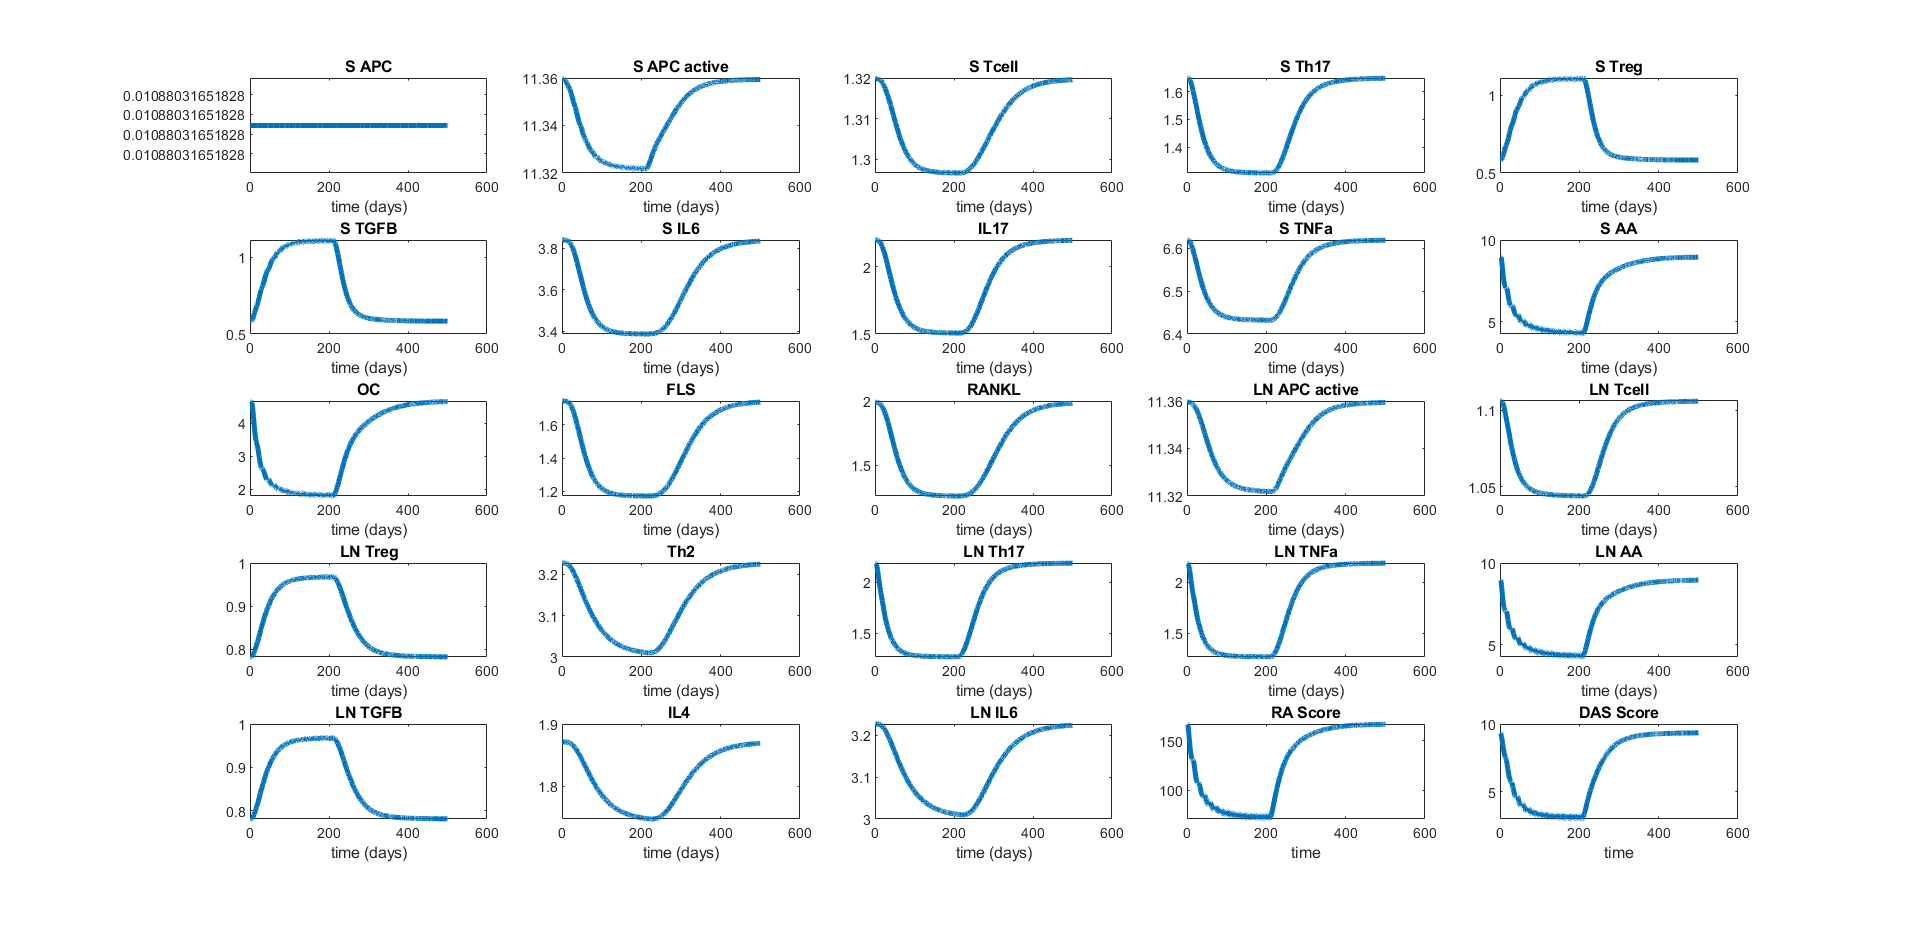 S APC
0.01088031651828
0.01088031651828
0.01088031651828
0.01088031651828
0 200 400 600
time (days)
S APC active
11.36
11.34
11.32
0 200 400 600
time (days)
S Tcell
1.32
1.31
1.3
0 200 400 600
time (days)
S Th17
1.6
1.5
1.4
0 200 400 600
time (days)
S Treg
1
0.5
0 200 400 600
time (days)
S TGFB
1
0.5
0 200 400 600
time (days)
S IL6
3.8
3.6
3.4
0 200 400 600
time (days)
IL17
2
1.5
0 200 400 600
time (days)
S TNFa
6.6
6.5
6.4
0 200 400 600
time (days)
S AA
10
5
0 200 400 600
time (days)
OC
4
3
2
0 200 400 600
time (days)
FLS
1.6
1.4
1.2
0 200 400 600
time (days)
RANKL
2
1.5
0 200 400 600
time (days)
LN APC active
11.36
11.34
11.32
0 200 400 600
time (days)
LN Tcell
1.1
1.05
0 200 400 600
time (days)
LN Treg
1
0.9
0.8
0 200 400 600
time (days)
Th2
3.2
3.1
3
0 200 400 600
time (days)
LN Th17
2
1.5
0 200 400 600
time (days)
LN TNFa
2
1.5
0 200 400 600
time (days)
LN AA
10
5
0 200 400 600
time (days)
LN TGFB
1
0.9
0.8
0 200 400 600
time (days)
IL4
1.9
1.8
0 200 400 600
time (days)
LN IL6
3.2
3.1
3
0 200 400 600
time (days)
RA Score
150
100
0 200 400 600
time
DAS Score
10
5
0 200 400 600
time